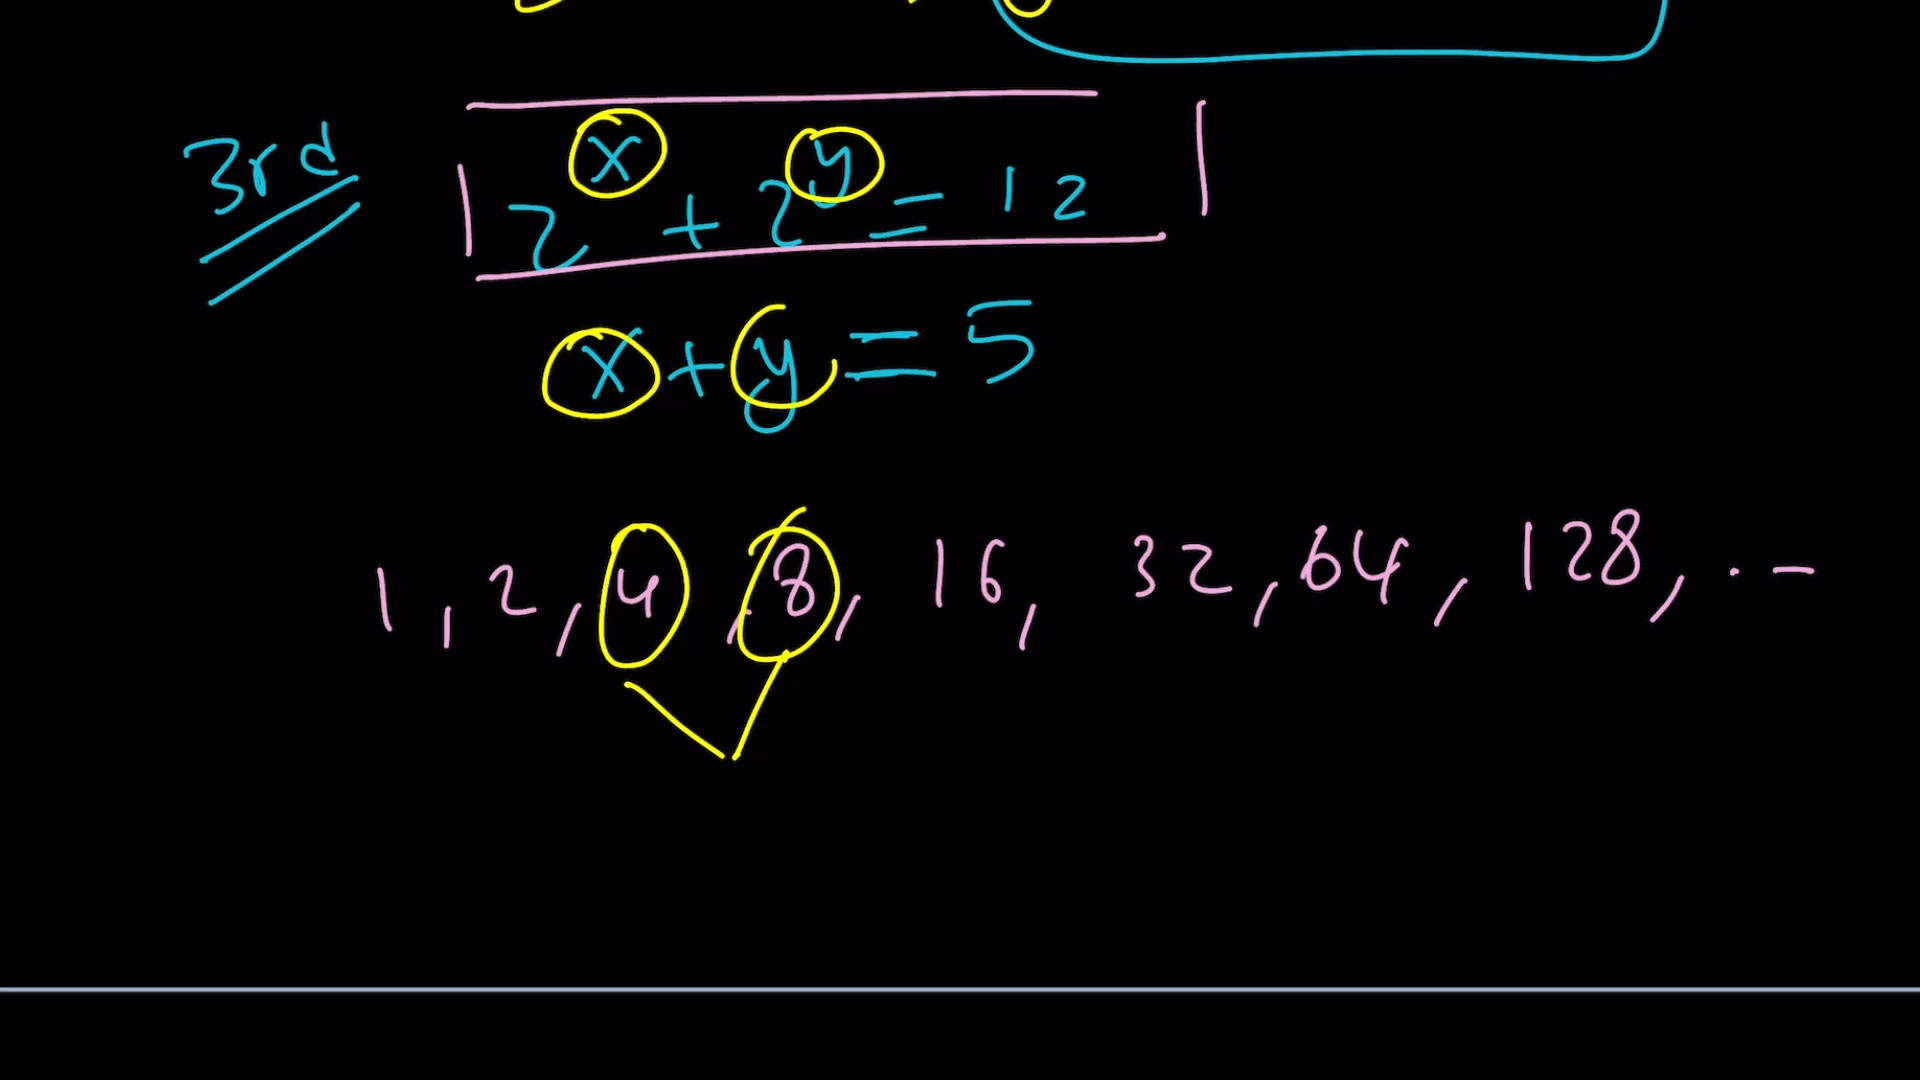 3rd
2^x + 2^y = 12
x + y = 5
1, 2, 4, 8, 16, 32, 64, 128, . -